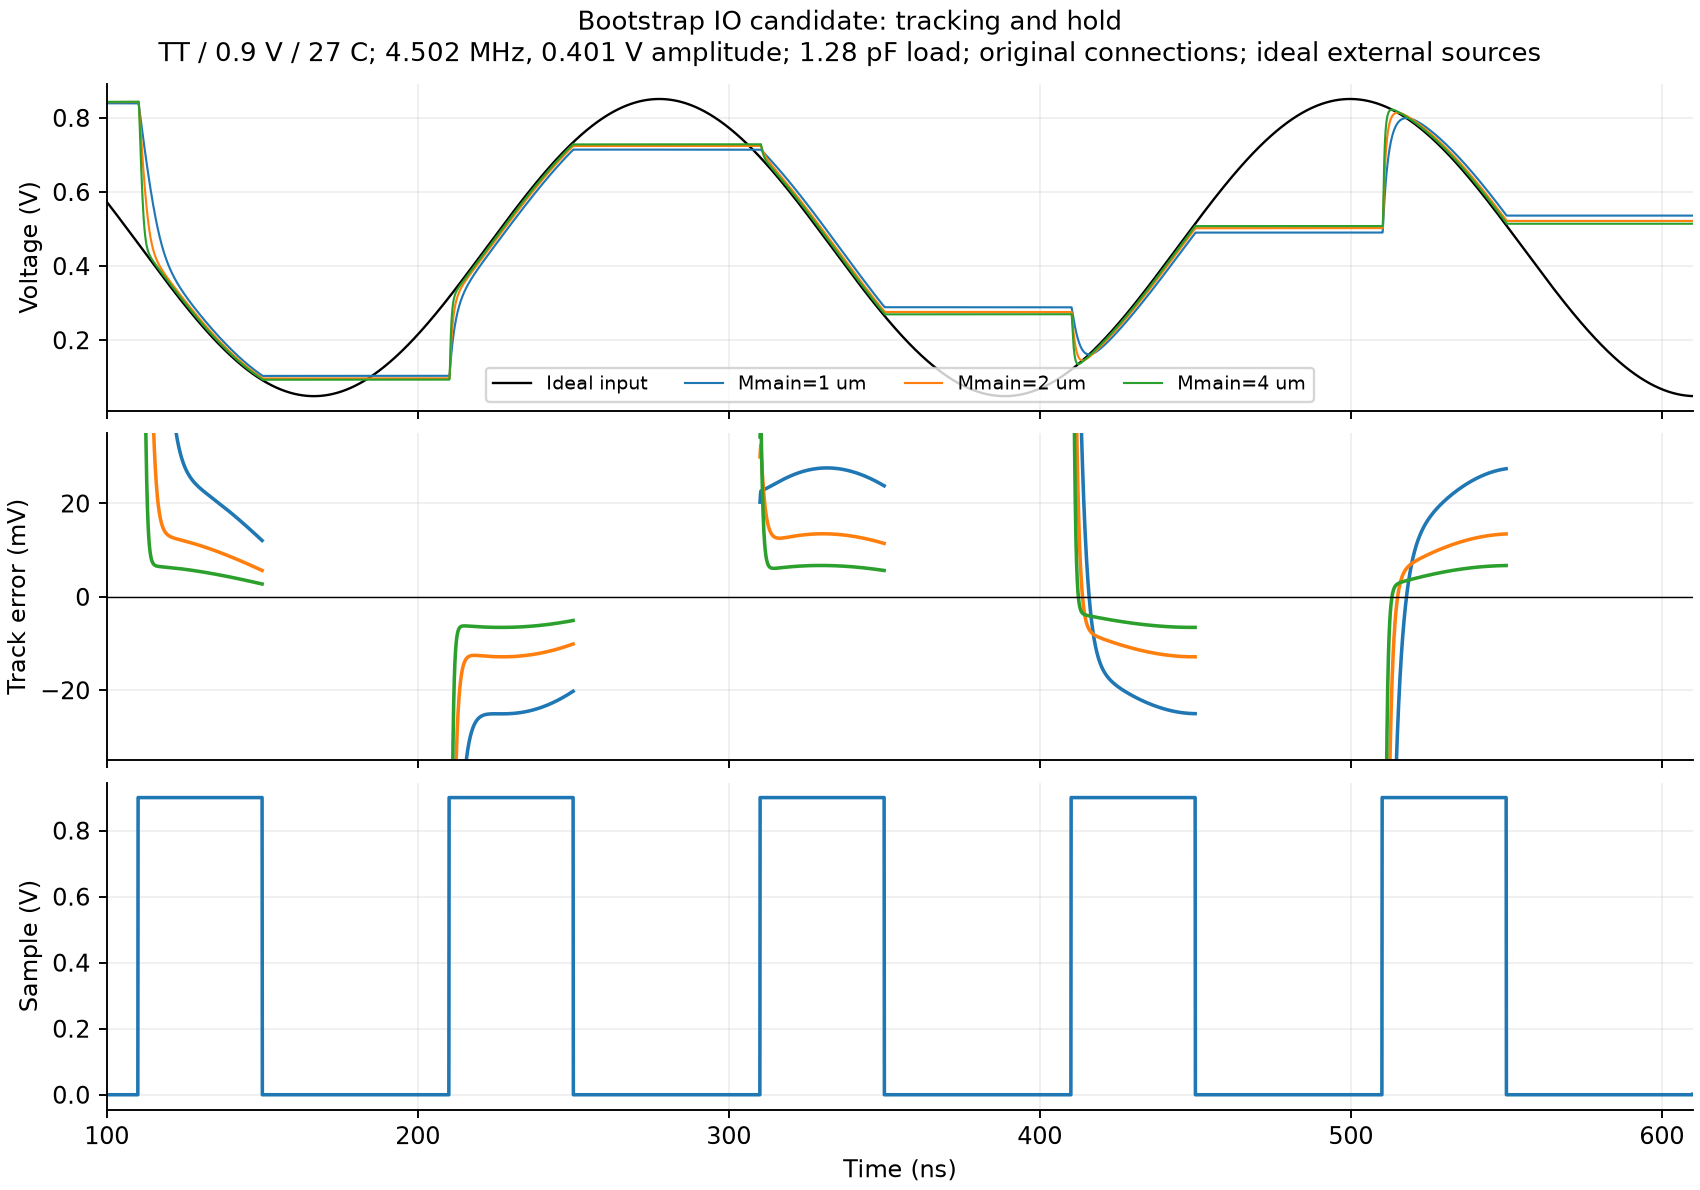 Bootstrap IO candidate: tracking and hold
TT / 0.9 V / 27 C; 4.502 MHz, 0.401 V amplitude; 1.28 pF load; original connections; ideal external sources
Voltage (V)
0.8
0.6
0.4
0.2
Ideal input
Mmain=1 um
Mmain=2 um
Mmain=4 um
Track error (mV)
20
0
−20
Sample (V)
0.8
0.6
0.4
0.2
0.0
100
200
300
400
500
600
Time (ns)